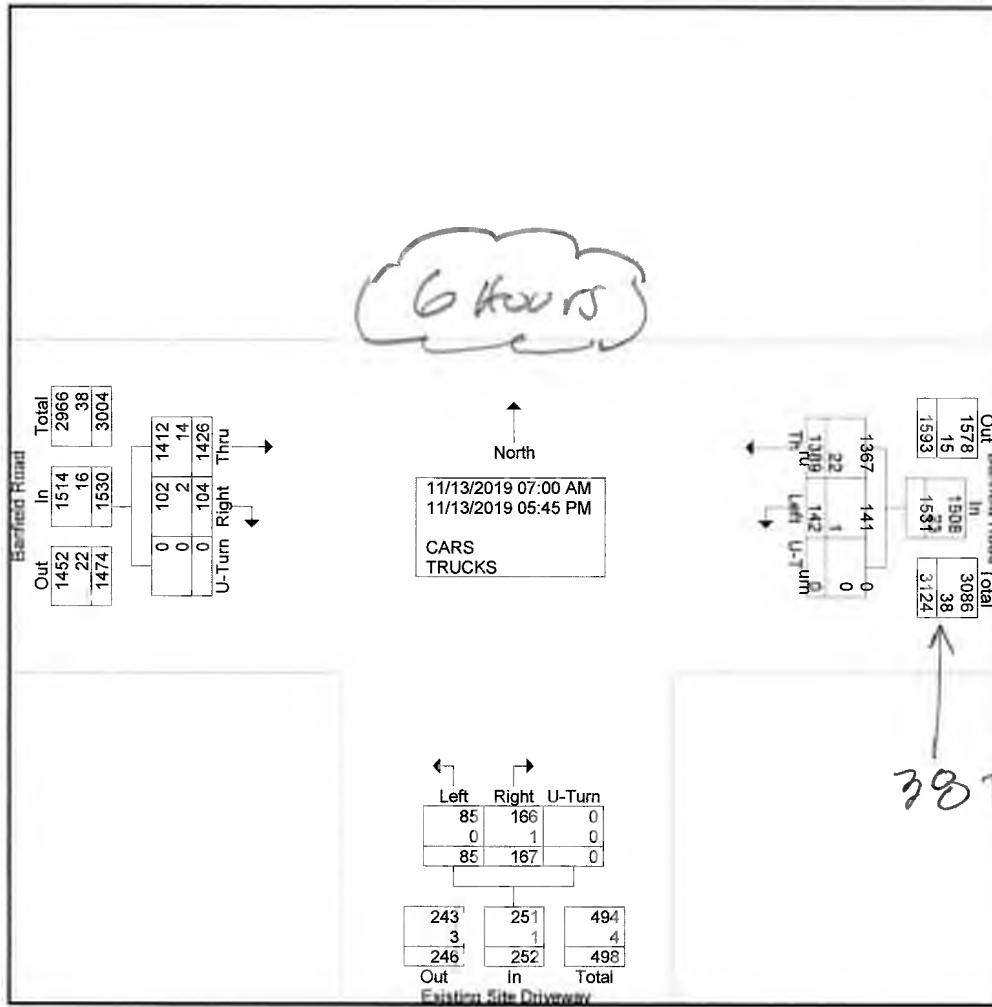 6 Hours
North
11/13/2019 07:00 AM
11/13/2019 05:45 PM
CARS
TRUCKS
Barfield Road
Total
2966
38
3004
In
1514
16
1530
Out
1452
22
1474
Thru
1412
14
1426
Right
102
2
104
U-Turn
0
0
0
Thru
1367
22
1389
Left
141
1
142
U-Turn
0
0
0
Out
1578
15
1593
In
1508
1531
Total
3086
38
3124
38
Left Right U-Turn
85 166 0
0 1 0
85 167 0
243 251 494
3 1 4
246 252 498
Out In Total
Existing Site Driveway